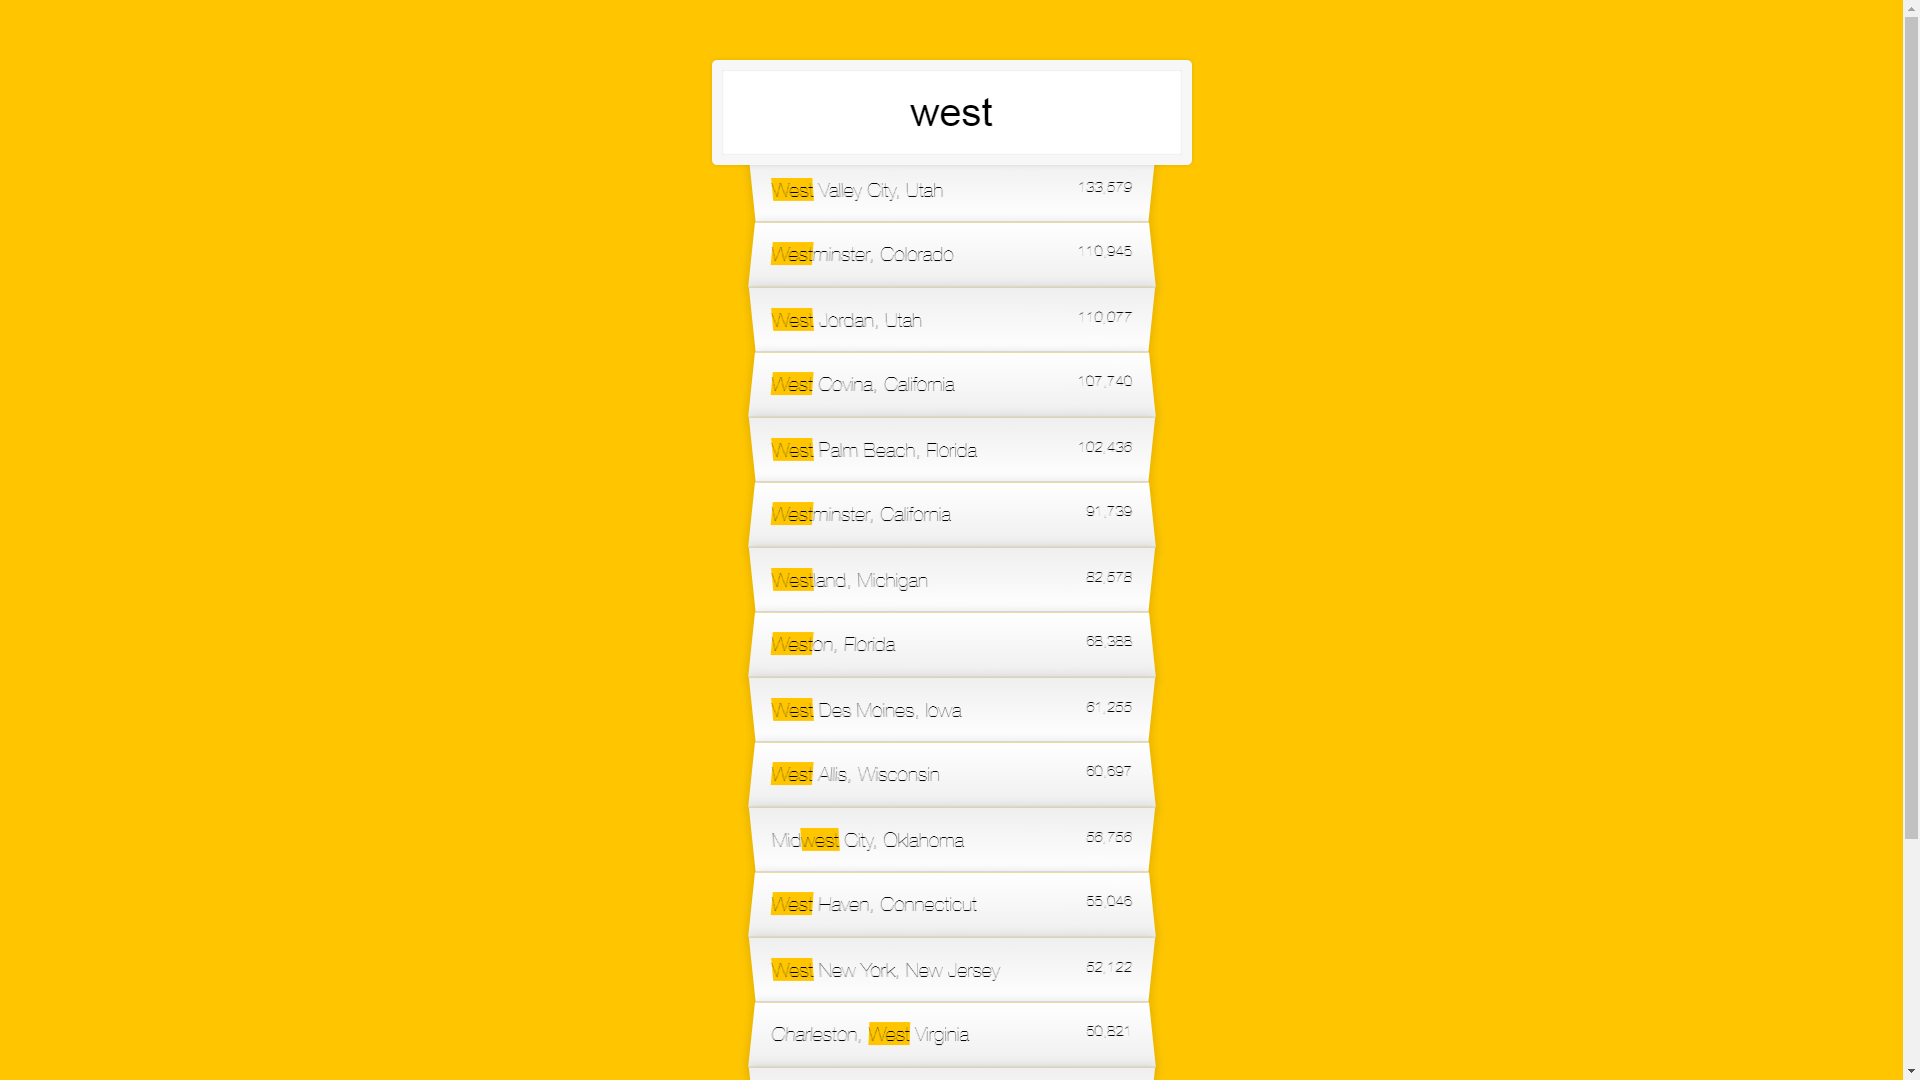 west
West Valley City, Utah 133,579
Westminster, Colorado 110,945
West Jordan, Utah 110,077
West Covina, California 107,740
West Palm Beach, Florida 102,436
Westminster, California 91,739
Westland, Michigan 82,578
Weston, Florida 68,388
West Des Moines, Iowa 61,255
West Allis, Wisconsin 60,697
Midwest City, Oklahoma 56,756
West Haven, Connecticut 55,046
West New York, New Jersey 52,122
Charleston, West Virginia 50,821